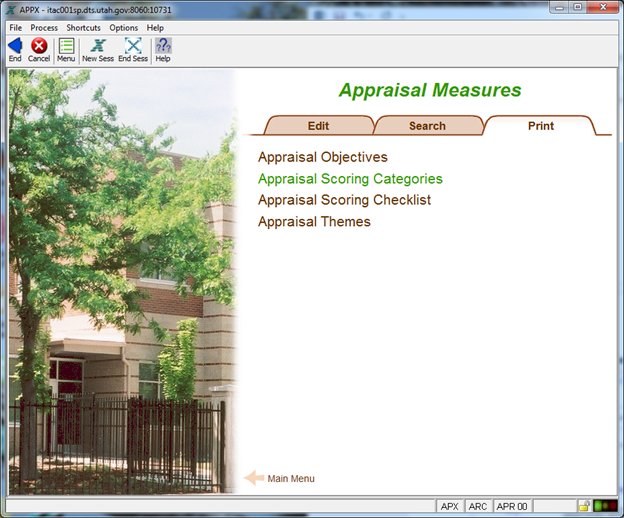 APPX - itac001sp.dts.utah.gov:8060:10731
File Process Shortcuts Options Help
End Cancel Menu New Sess End Sess Help
Appraisal Measures
Edit Search Print
Appraisal Objectives
Appraisal Scoring Categories
Appraisal Scoring Checklist
Appraisal Themes
Main Menu
APX ARC APR 00